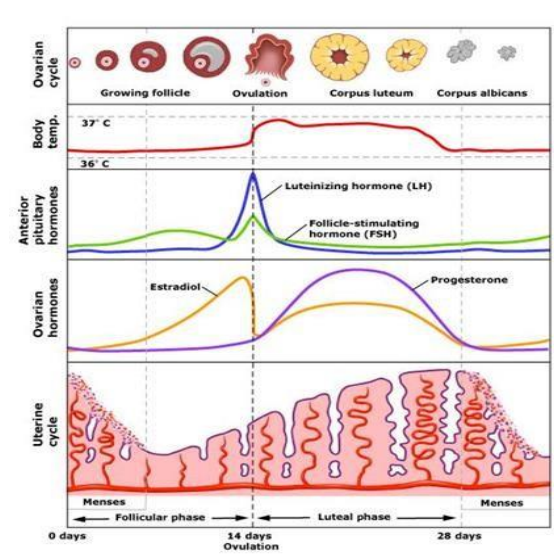 Ovarian
cycle
Growing follicle
Ovulation
Corpus luteum
Corpus albicans
Body
temp.
37° C
36° C
Anterior
pituitary
hormones
Luteinizing hormone (LH)
Follicle-stimulating
hormone (FSH)
Ovarian
hormones
Estradiol
Progesterone
Uterine
cycle
Menses
Menses
Follicular phase
Luteal phase
0 days
14 days
Ovulation
28 days